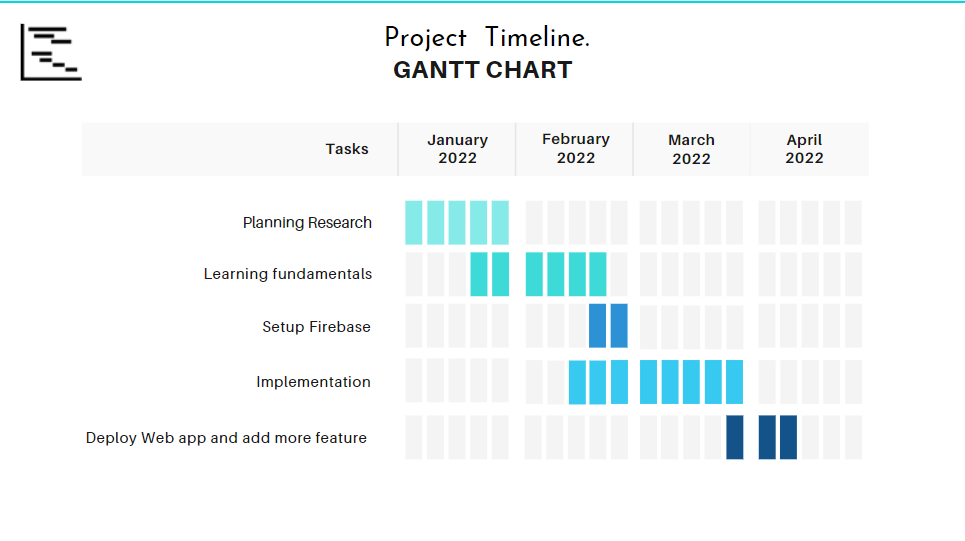 Project Timeline.
GANTT CHART
Tasks
January
2022
February
2022
March
2022
April
2022
Planning Research
Learning fundamentals
Setup Firebase
Implementation
Deploy Web app and add more feature